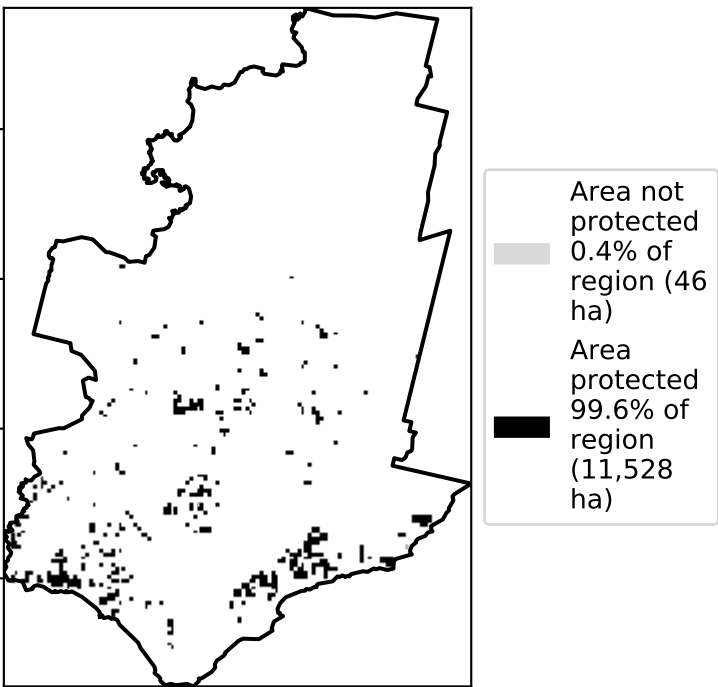 Area not
protected
0.4% of
region (46
ha)
Area
protected
99.6% of
region
(11,528
ha)